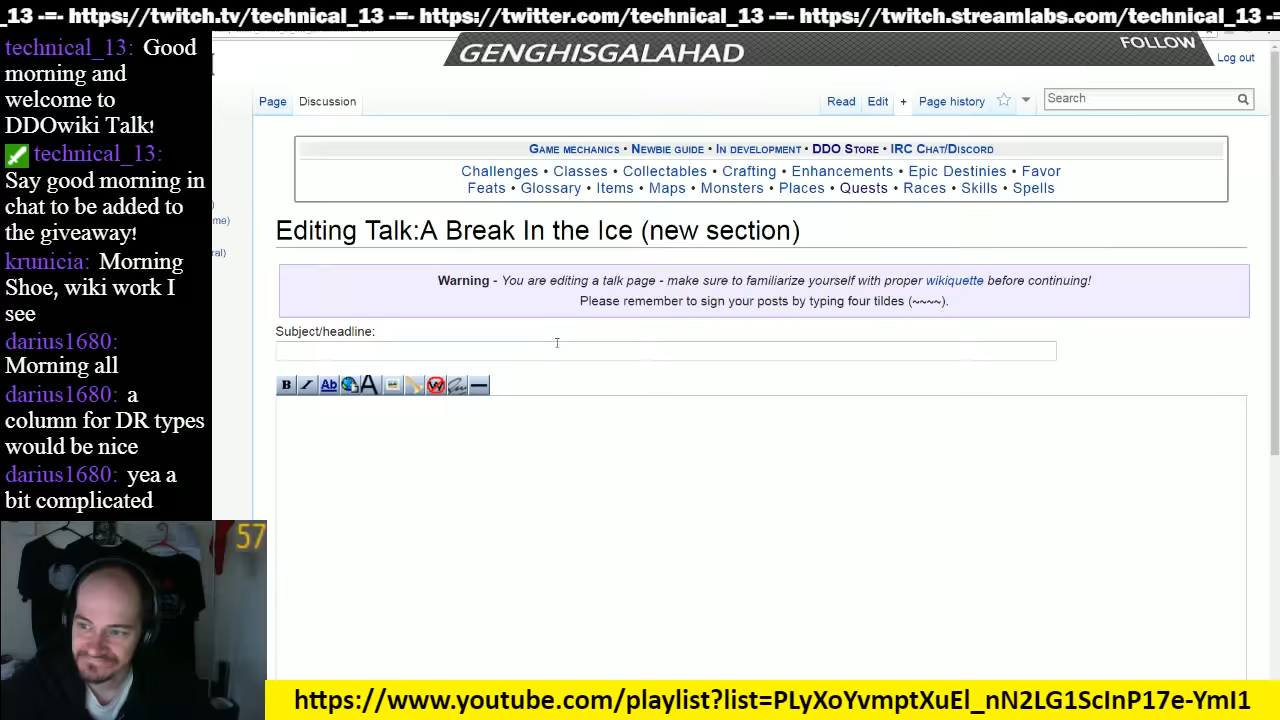 _13 -=- https://twitch.tv/technical_13 -=- https://twitter.com/technical_13 -=- https://twitch.streamlabs.com/technical_13 -=
technical_13: Good
morning and
welcome to
DDOwiki Talk!
technical_13:
Say good morning in
chat to be added to
the giveaway!
krunicia: Morning
Shoe, wiki work I
see
darius1680:
Morning all
darius1680: a
column for DR types
would be nice
darius1680: yea a
bit complicated
57
GENGHISGALAHAD
FOLLOW
Log out
Page Discussion Read Edit + Page history Search
Game mechanics • Newbie guide • In development • DDO Store • IRC Chat/Discord
Challenges • Classes • Collectables • Crafting • Enhancements • Epic Destinies • Favor
Feats • Glossary • Items • Maps • Monsters • Places • Quests • Races • Skills • Spells
Editing Talk:A Break In the Ice (new section)
Warning - You are editing a talk page - make sure to familiarize yourself with proper wikiquette before continuing!
Please remember to sign your posts by typing four tildes (~~~~).
Subject/headline:
B I Ab A W
https://www.youtube.com/playlist?list=PLyXoYvmptXuEl_nN2LG1ScInP17e-YmI1